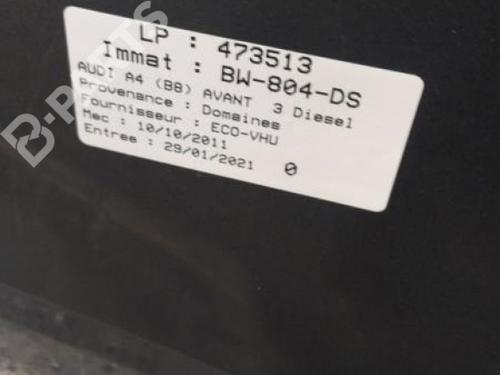 LP : 473513
Immat : BW-804-DS
AUDI A4 (B8) AVANT 3 Diesel
Provenance : Domaines
Fournisseur : ECO-VHU
Mec : 10/10/2011
Entree : 29/01/2021 0
B-PARTS